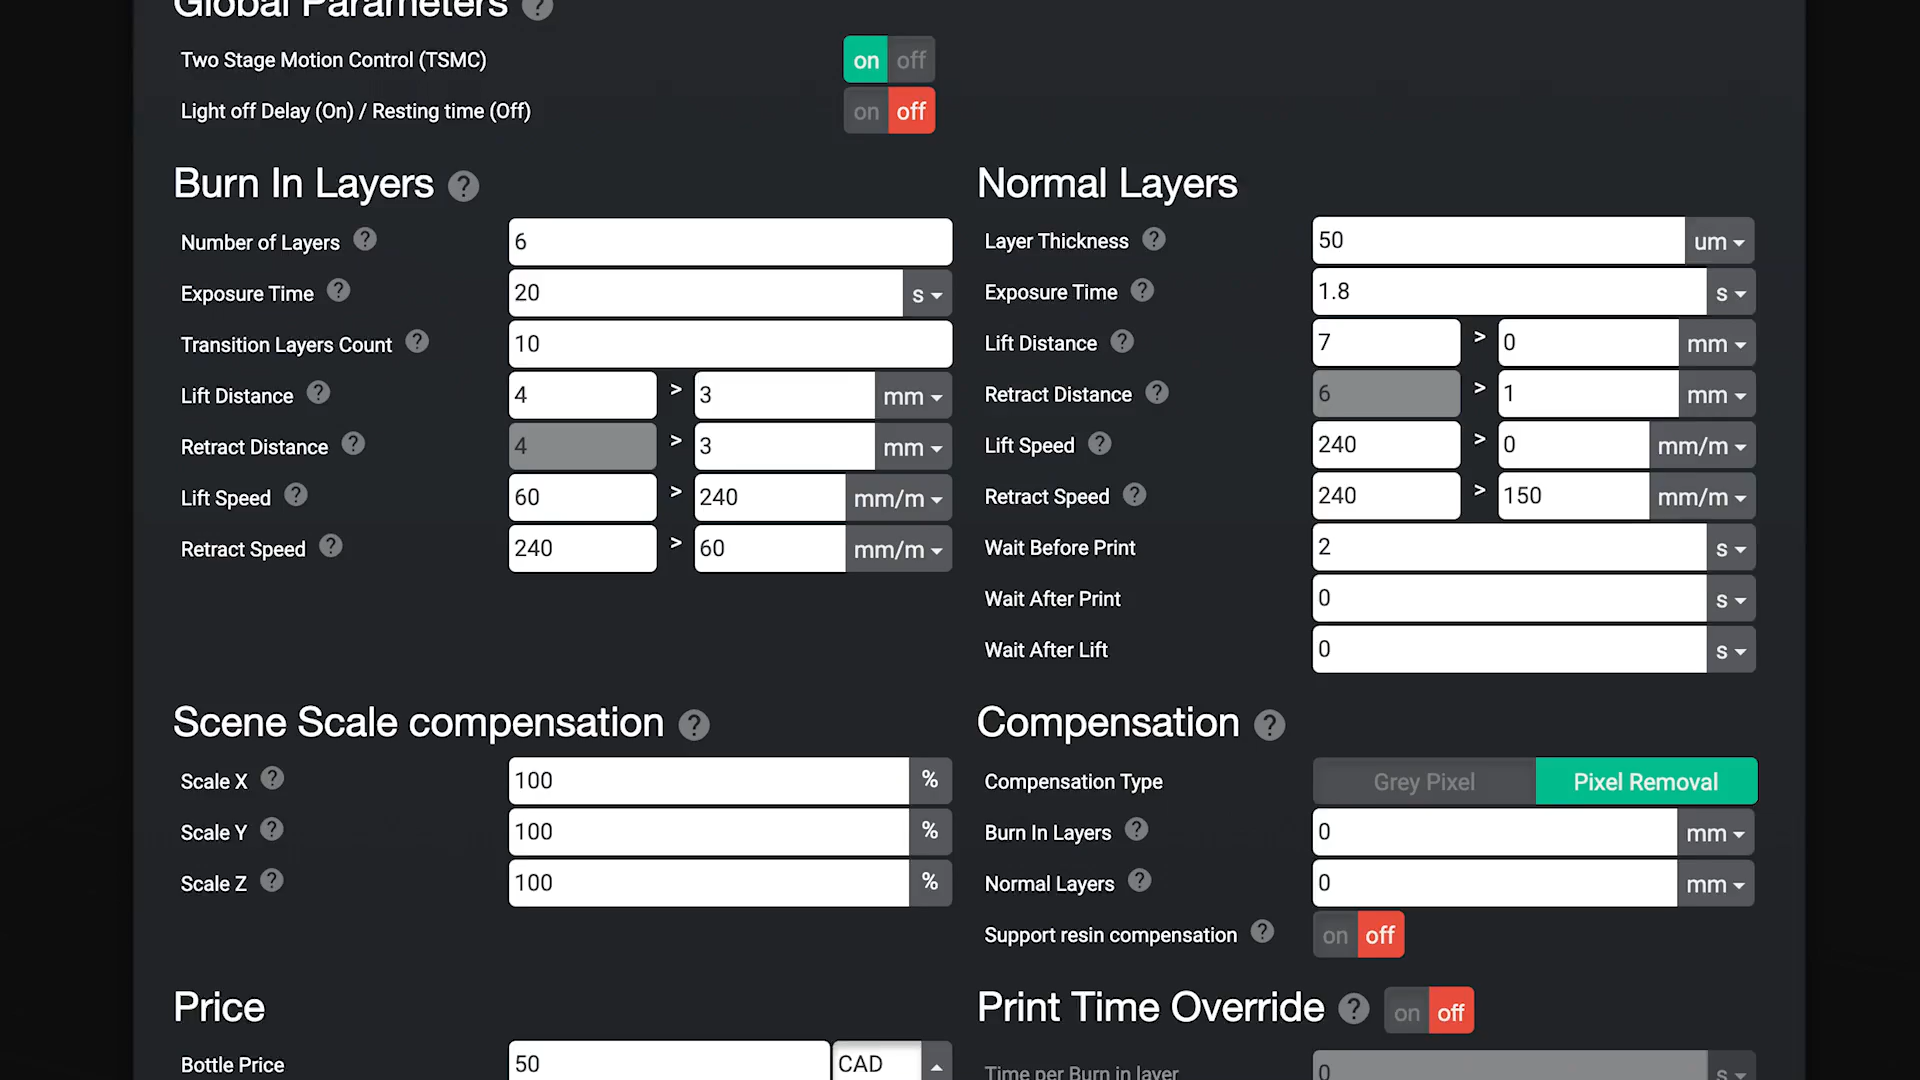 Global Parameters ?
Two Stage Motion Control (TSMC) on off
Light off Delay (On) / Resting time (Off) on off
Burn In Layers ?
Number of Layers ? 6
Exposure Time ? 20 s
Transition Layers Count ? 10
Lift Distance ? 4 > 3 mm
Retract Distance ? 4 > 3 mm
Lift Speed ? 60 > 240 mm/m
Retract Speed ? 240 > 60 mm/m
Normal Layers
Layer Thickness ? 50 um
Exposure Time ? 1.8 s
Lift Distance ? 7 > 0 mm
Retract Distance ? 6 > 1 mm
Lift Speed ? 240 > 0 mm/m
Retract Speed ? 240 > 150 mm/m
Wait Before Print 2 s
Wait After Print 0 s
Wait After Lift 0 s
Scene Scale compensation ?
Scale X ? 100 %
Scale Y ? 100 %
Scale Z ? 100 %
Compensation ?
Compensation Type Grey Pixel Pixel Removal
Burn In Layers ? 0 mm
Normal Layers ? 0 mm
Support resin compensation ? on off
Price
Bottle Price 50 CAD
Print Time Override ? on off
Time per Burn in layer 0 s